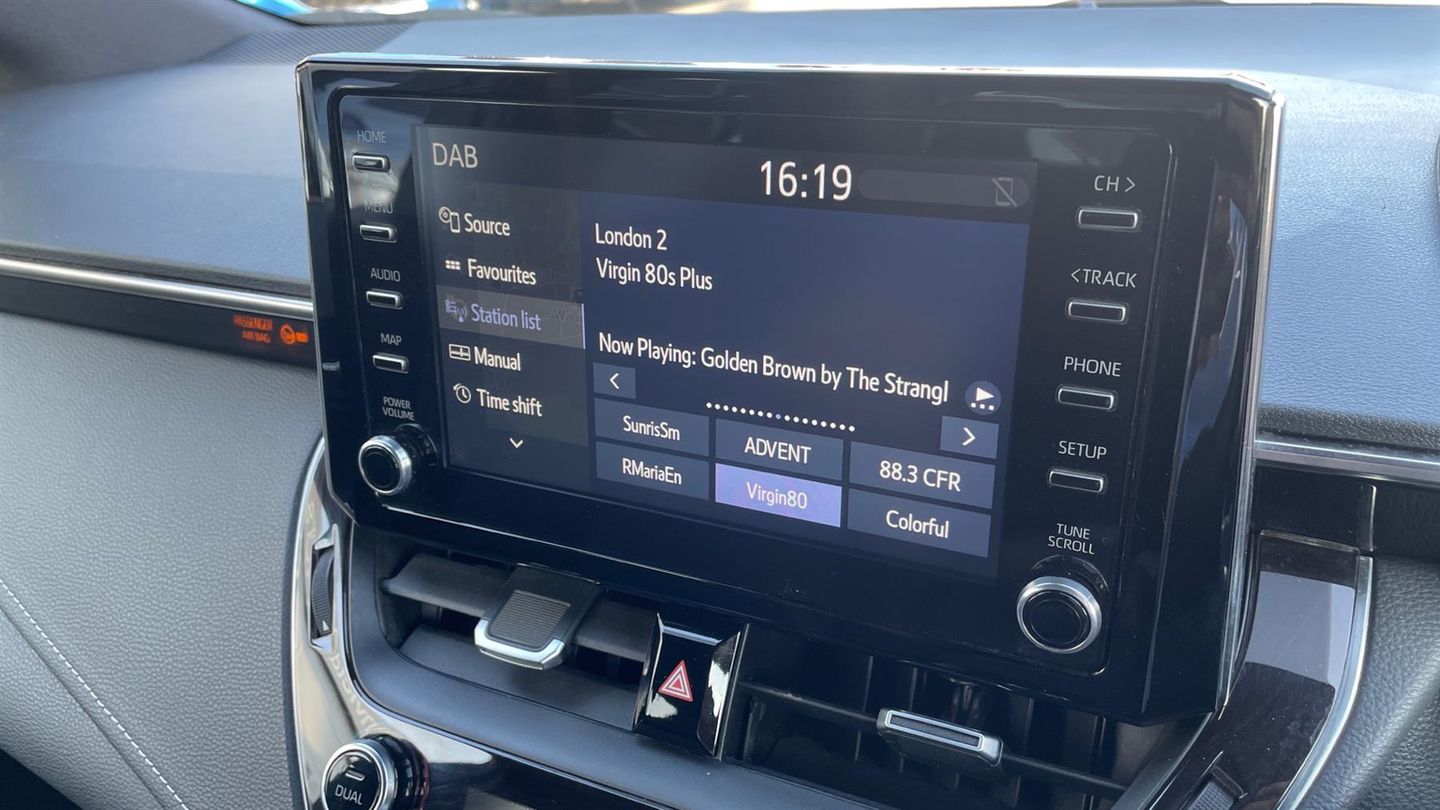 HOME
MENU
AUDIO
MAP
POWER
VOLUME
PASSENGER
AIR BAG
DAB
16:19
Source
Favourites
Station list
Manual
Time shift
London 2
Virgin 80s Plus
Now Playing: Golden Brown by The Strangl
SunrisSm
ADVENT
88.3 CFR
RMariaEn
Virgin80
Colorful
CH >
< TRACK
PHONE
SETUP
TUNE
SCROLL
DUAL